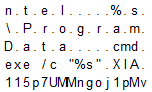 n.t.e.l.....%.s.
\.P.r.o.g.r.a.m.
D.a.t.a.....cmd.
exe /c "%s".XIA.
115p7UMMngoj1pMv